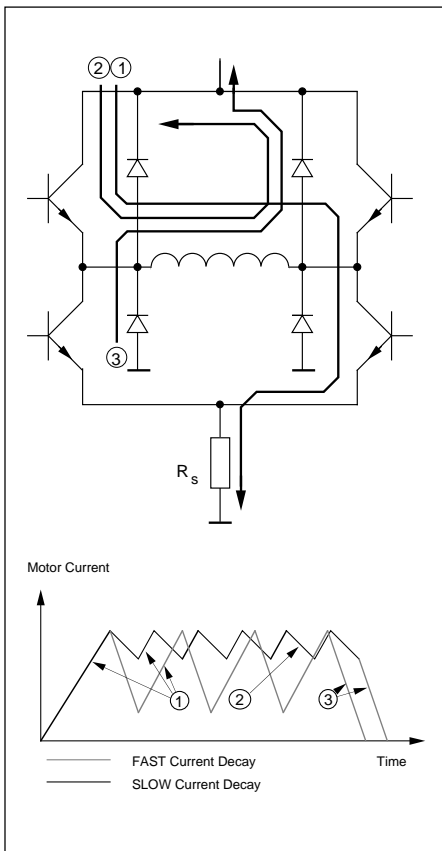 ② ①
③
R s
Motor Current
① ② ③
FAST Current Decay Time
SLOW Current Decay